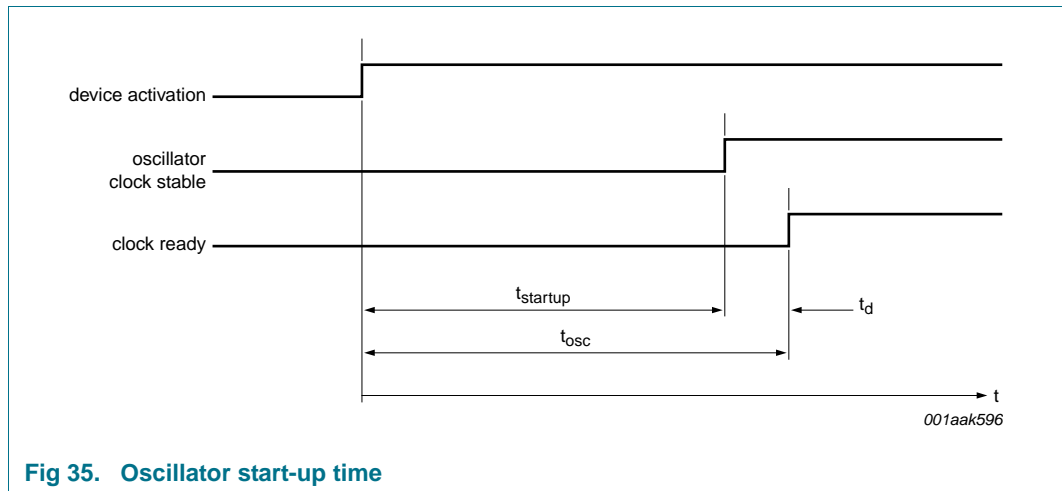 device activation
oscillator
clock stable
clock ready
tstartup
td
tosc
t
001aak596
Fig 35. Oscillator start-up time